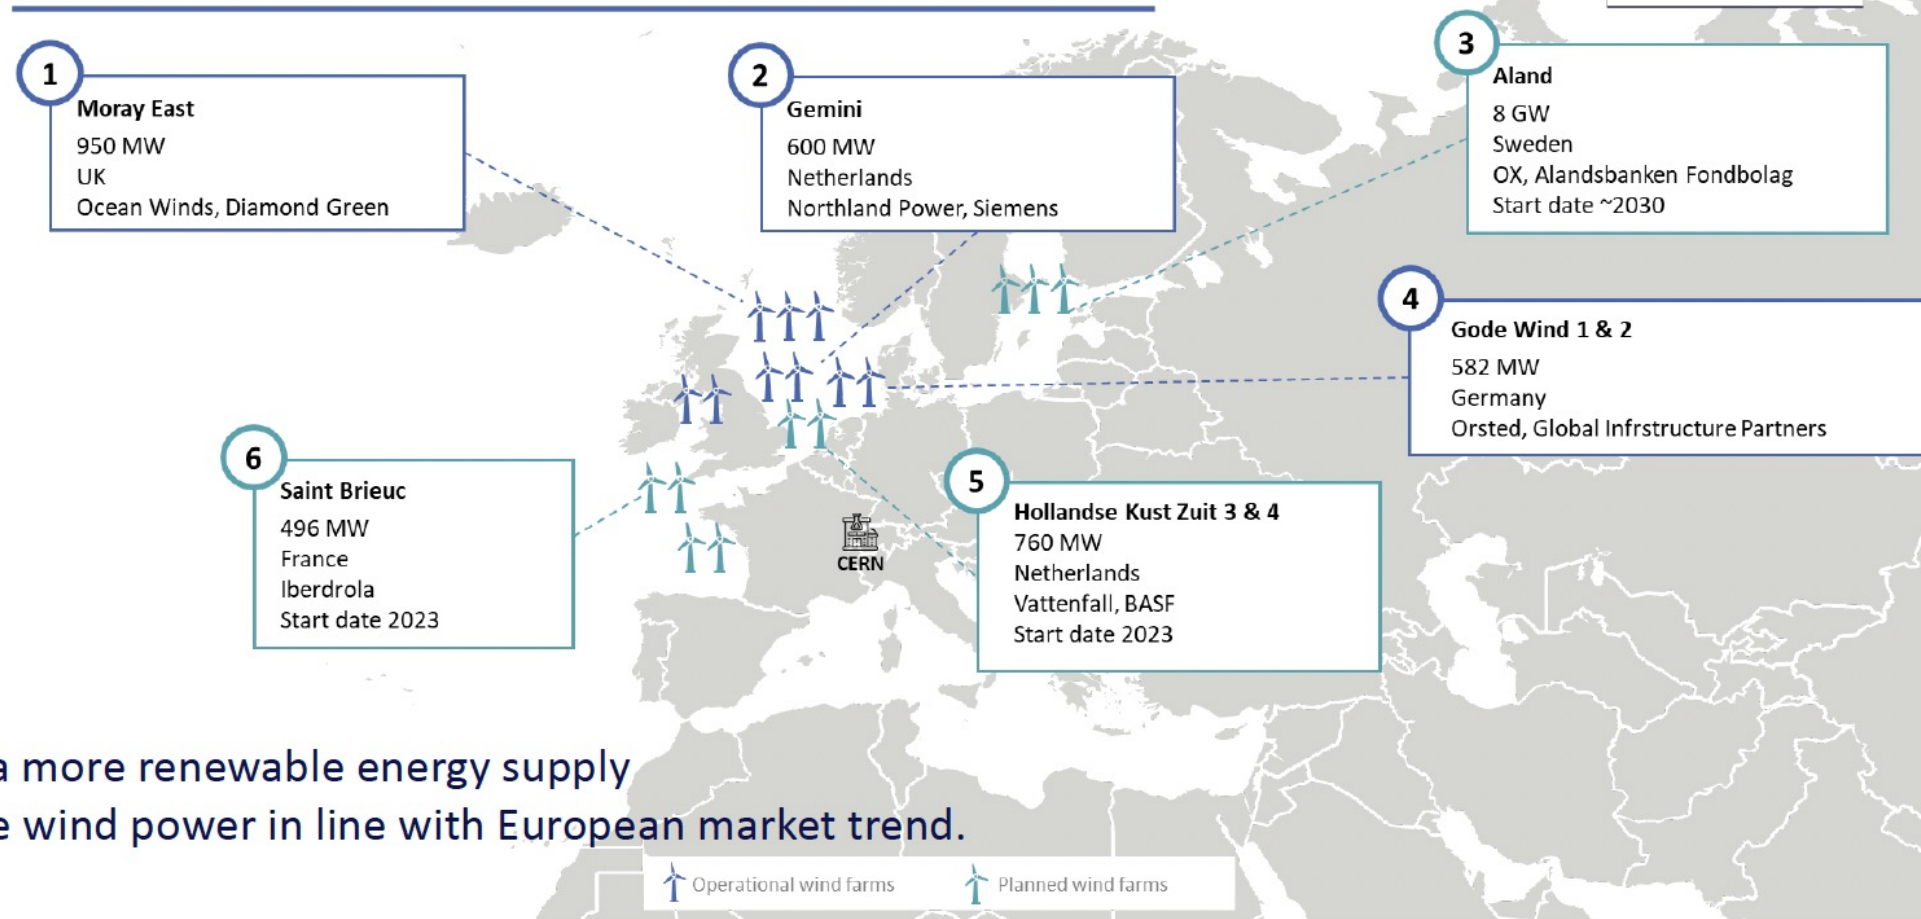 1
Moray East
950 MW
UK
Ocean Winds, Diamond Green
2
Gemini
600 MW
Netherlands
Northland Power, Siemens
3
Aland
8 GW
Sweden
OX, Alandsbanken Fondbolag
Start date ~2030
4
Gode Wind 1 & 2
582 MW
Germany
Orsted, Global Infrstructure Partners
5
Hollandse Kust Zuit 3 & 4
760 MW
Netherlands
Vattenfall, BASF
Start date 2023
6
Saint Brieuc
496 MW
France
Iberdrola
Start date 2023
CERN
a more renewable energy supply
e wind power in line with European market trend.
Operational wind farms
Planned wind farms